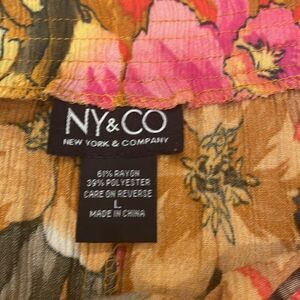 NY&CO
NEW YORK & COMPANY
61% RAYON
39% POLYESTER
CARE ON REVERSE
L
MADE IN CHINA